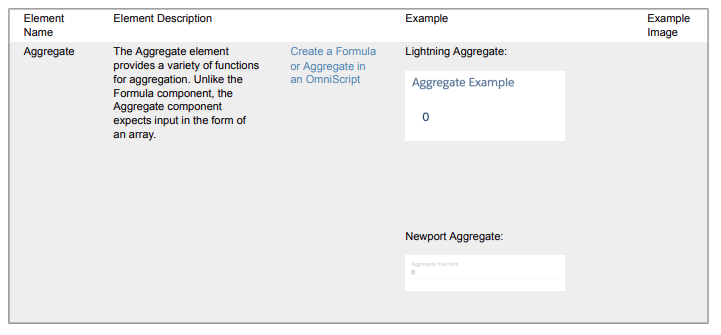 Element Name
Element Description
Example
Example Image
Aggregate
The Aggregate element
provides a variety of functions
for aggregation. Unlike the
Formula component, the
Aggregate component
expects input in the form of
an array.
Create a Formula
or Aggregate in
an OmniScript
Lightning Aggregate:
Aggregate Example
0
Newport Aggregate:
Aggregate Example
0